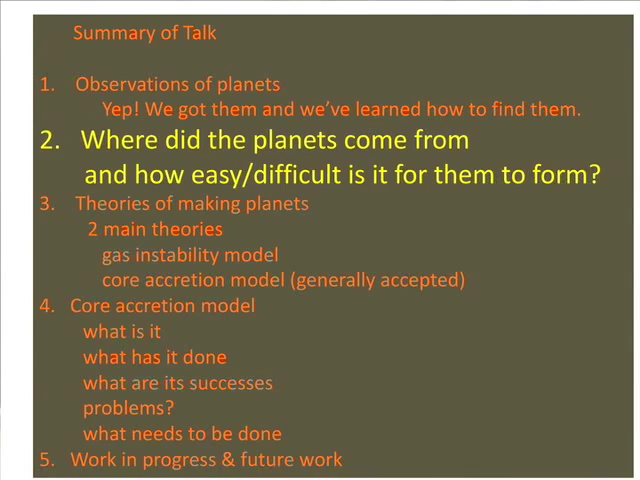 Summary of Talk
1. Observations of planets
Yep! We got them and we've learned how to find them.
2. Where did the planets come from
and how easy/difficult is it for them to form?
3. Theories of making planets
2 main theories
gas instability model
core accretion model (generally accepted)
4. Core accretion model
what is it
what has it done
what are its successes
problems?
what needs to be done
5. Work in progress & future work